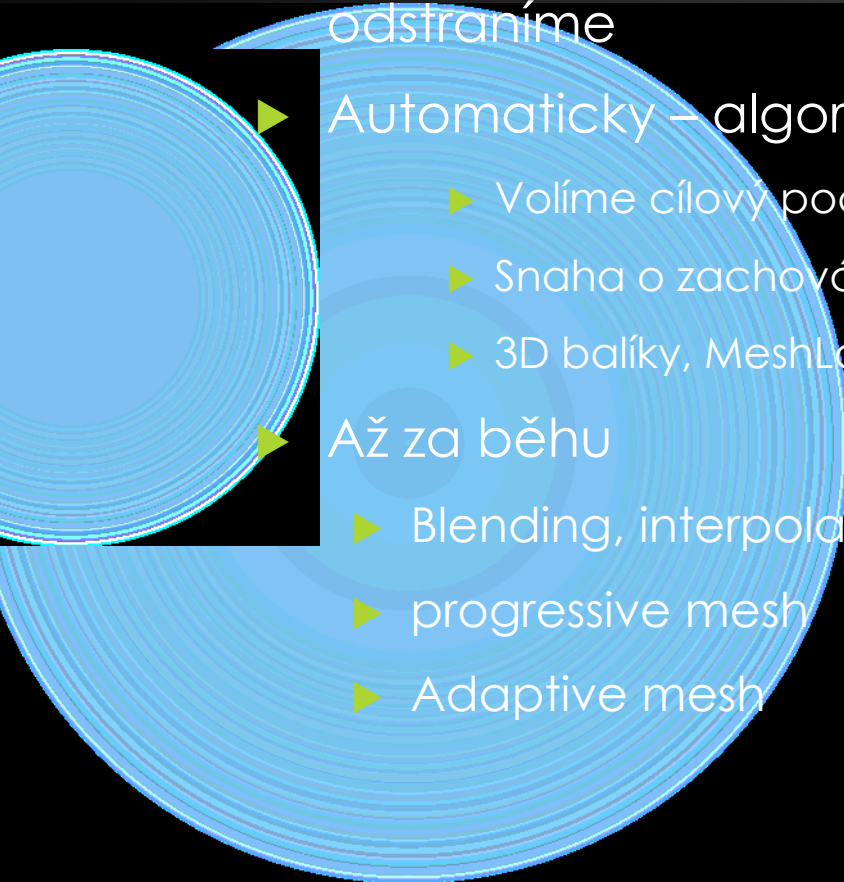 odstraníme
Automaticky – algor
Volíme cílový
Snaha o zachov
3D balíky, MeshL
Až za běhu
Blending, interpola
progressive mesh
Adaptive mesh